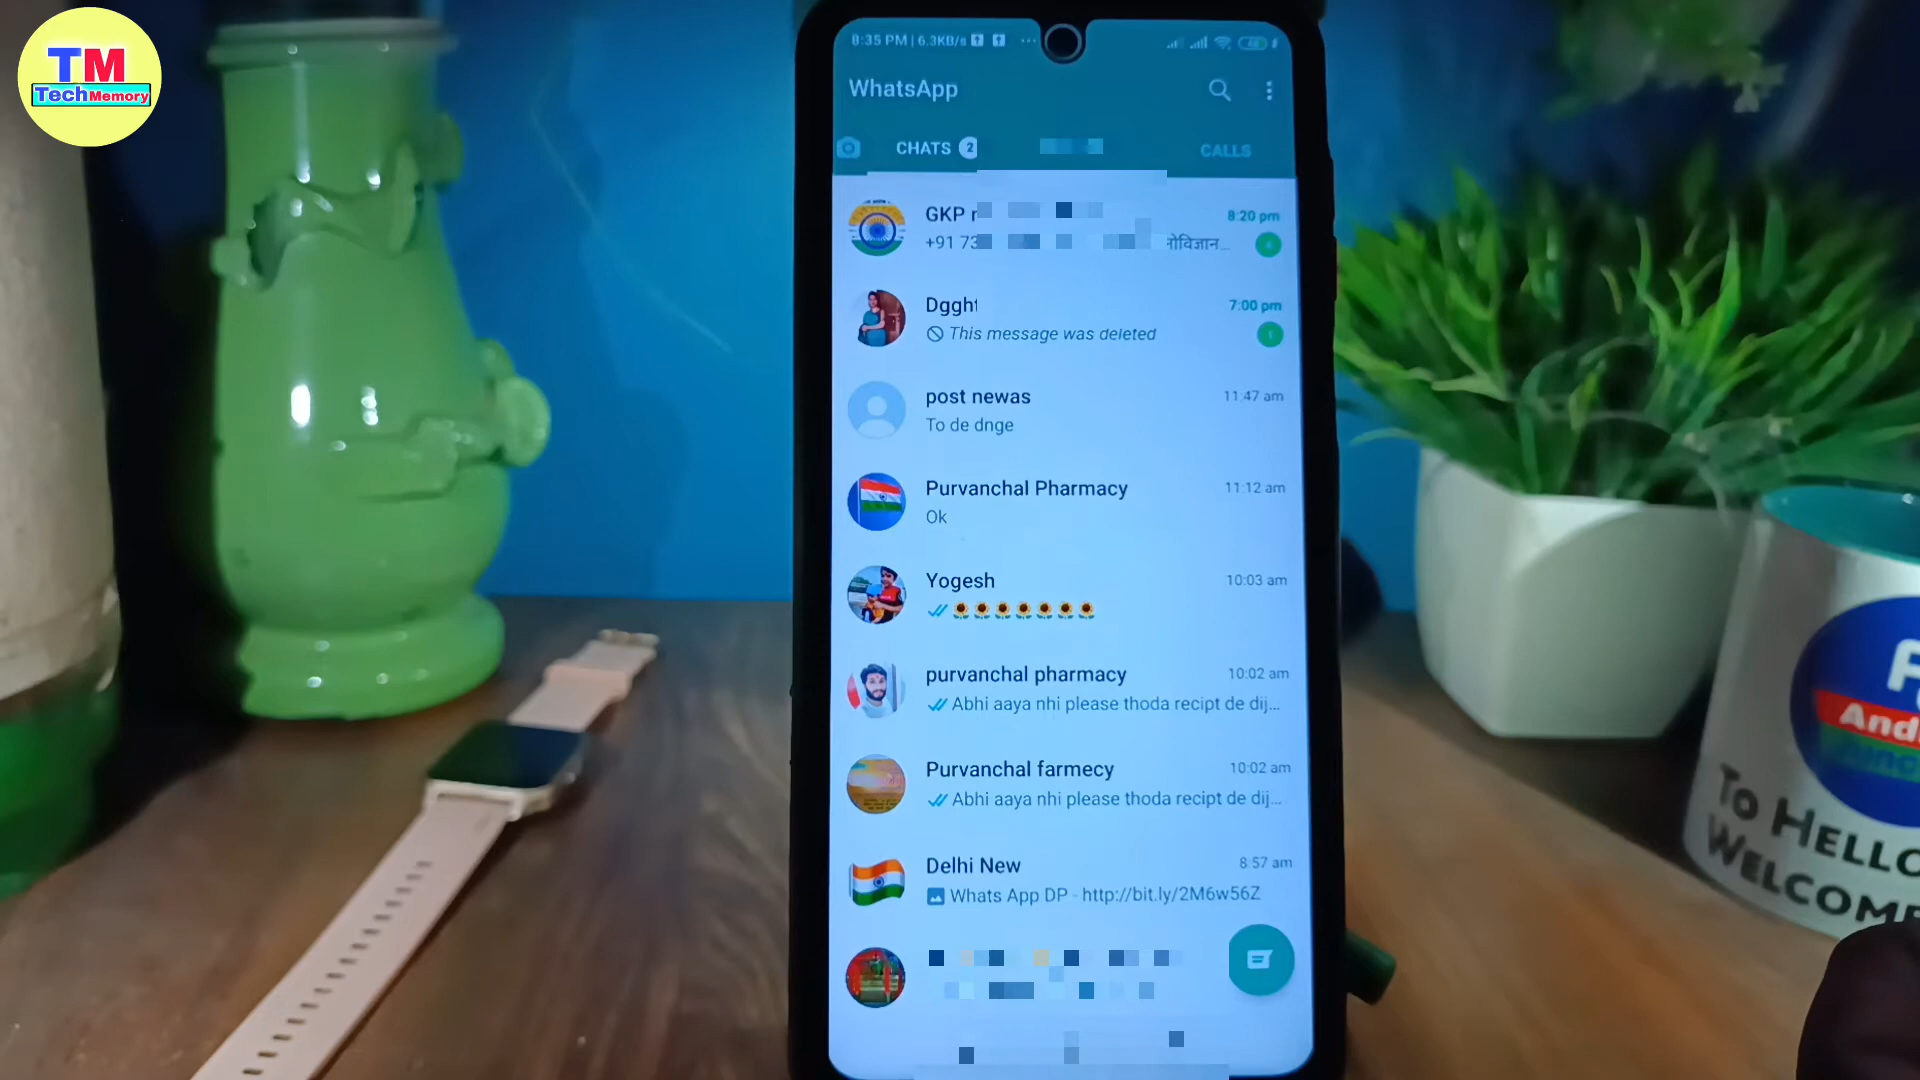 TM
TechMemory
8:35 PM | 6.3KB/s
WhatsApp
CHATS 2
CALLS
GKP
8:20 pm
+91 73
नोविज्ञान...
Dgght
7:00 pm
This message was deleted
1
post newas
11:47 am
To de dnge
Purvanchal Pharmacy
11:12 am
Ok
Yogesh
10:03 am
🌻🌻🌻🌻🌻🌻🌻
purvanchal pharmacy
10:02 am
Abhi aaya nhi please thoda recipt de dij...
Purvanchal farmecy
10:02 am
Abhi aaya nhi please thoda recipt de dij...
Delhi New
8:57 am
Whats App DP - http://bit.ly/2M6w56Z
And
To HELLO
WELCOME